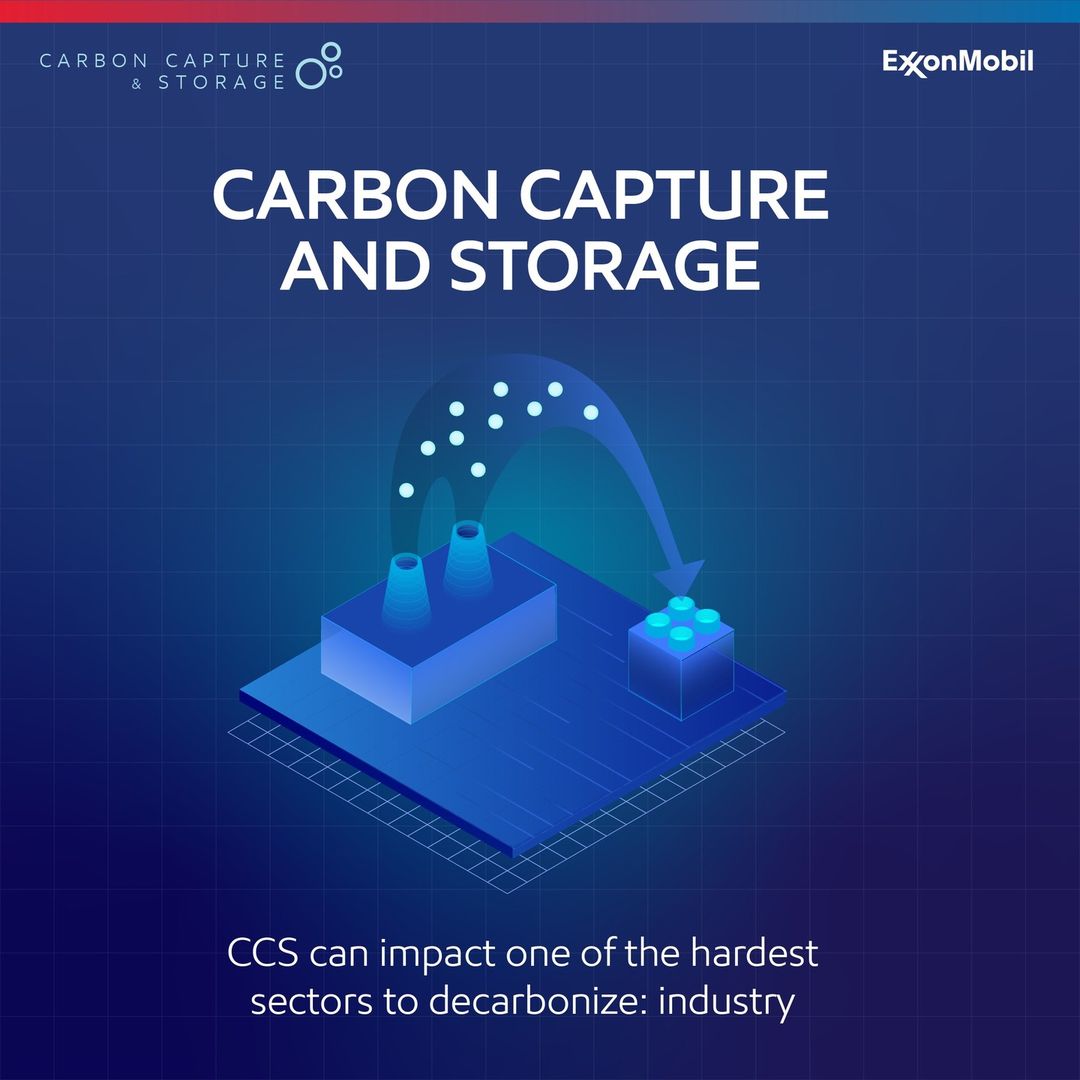 CARBON CAPTURE
& STORAGE
ExxonMobil
CARBON CAPTURE
AND STORAGE
CCS can impact one of the hardest
sectors to decarbonize: industry